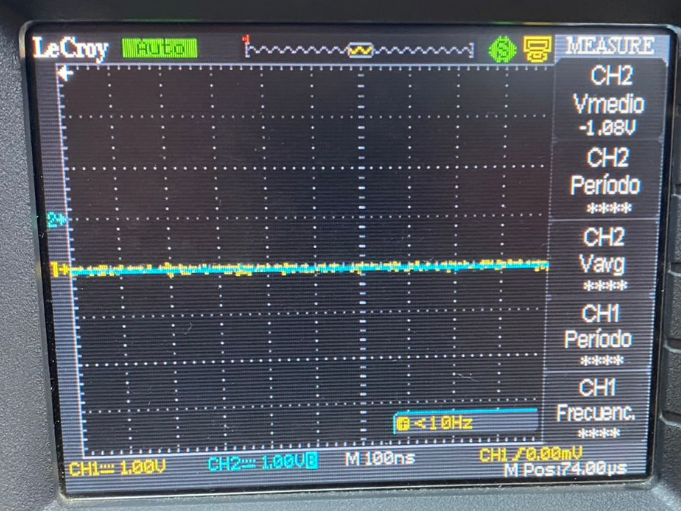 LeCroy Auto MEASURE
CH2
Vmedio
-1.08V
CH2
Período
****
CH2
Vavg
****
CH1
Período
****
CH1
Frecuenc.
****
2
1
<10Hz
CH1 1.00V CH2 1.00V B M 100ns CH1 / 0.00mV
M Pos:74.00µs